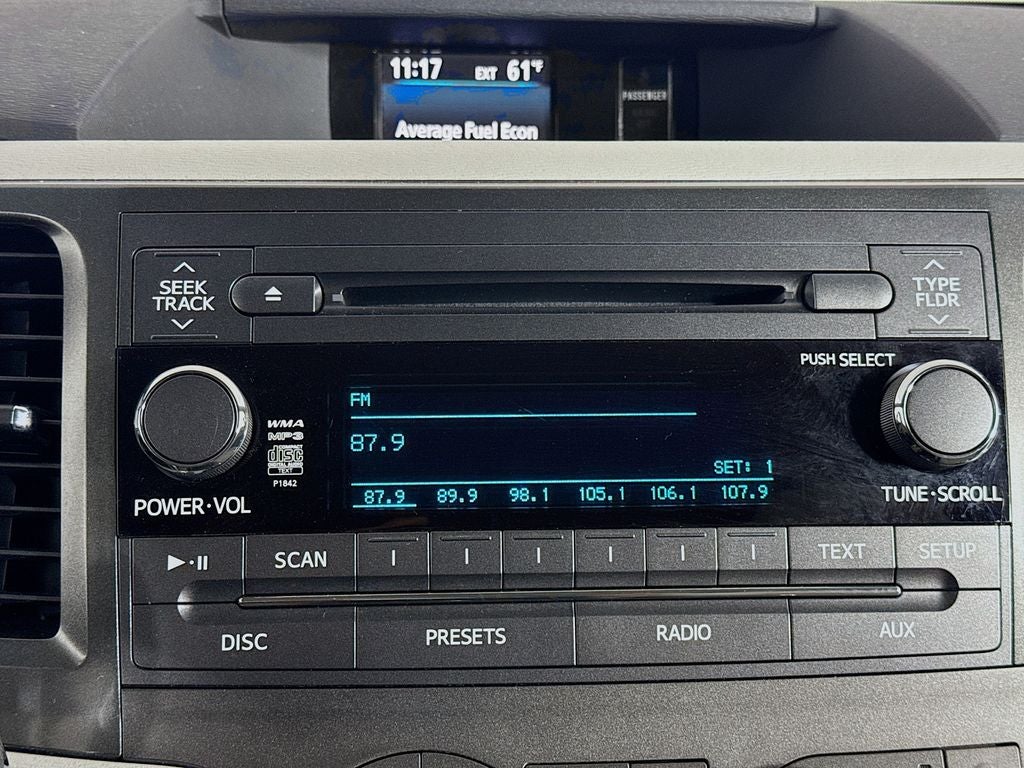 11:17 EXT 61°F
PASSENGER
Average Fuel Econ
SEEK
TRACK
TYPE
FLDR
PUSH SELECT
FM
WMA
MP3
COMPACT
disc
DIGITAL AUDIO
TEXT
P1842
87.9
SET: 1
87.9 89.9 98.1 105.1 106.1 107.9
POWER·VOL
TUNE·SCROLL
SCAN
TEXT
SETUP
DISC
PRESETS
RADIO
AUX